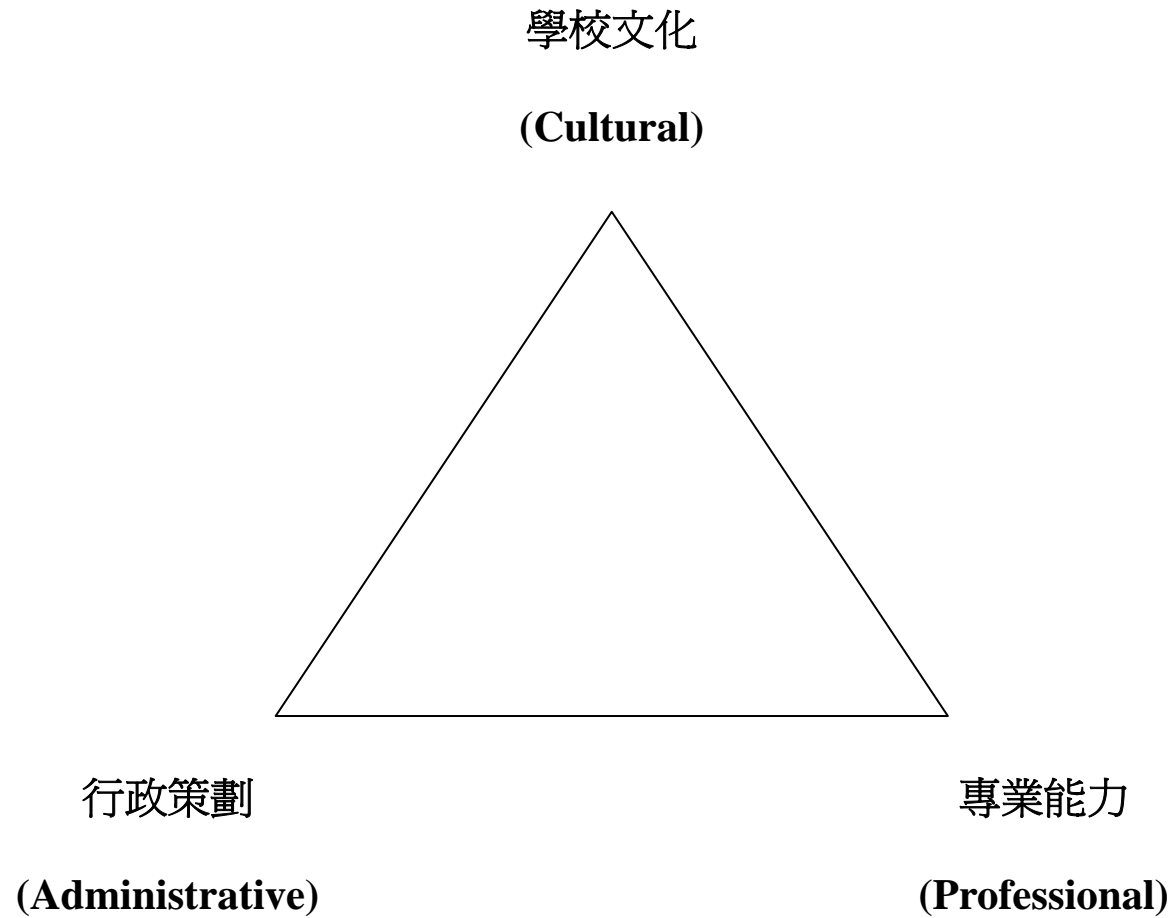 學校文化
(Cultural)
行政策劃
(Administrative)
專業能力
(Professional)